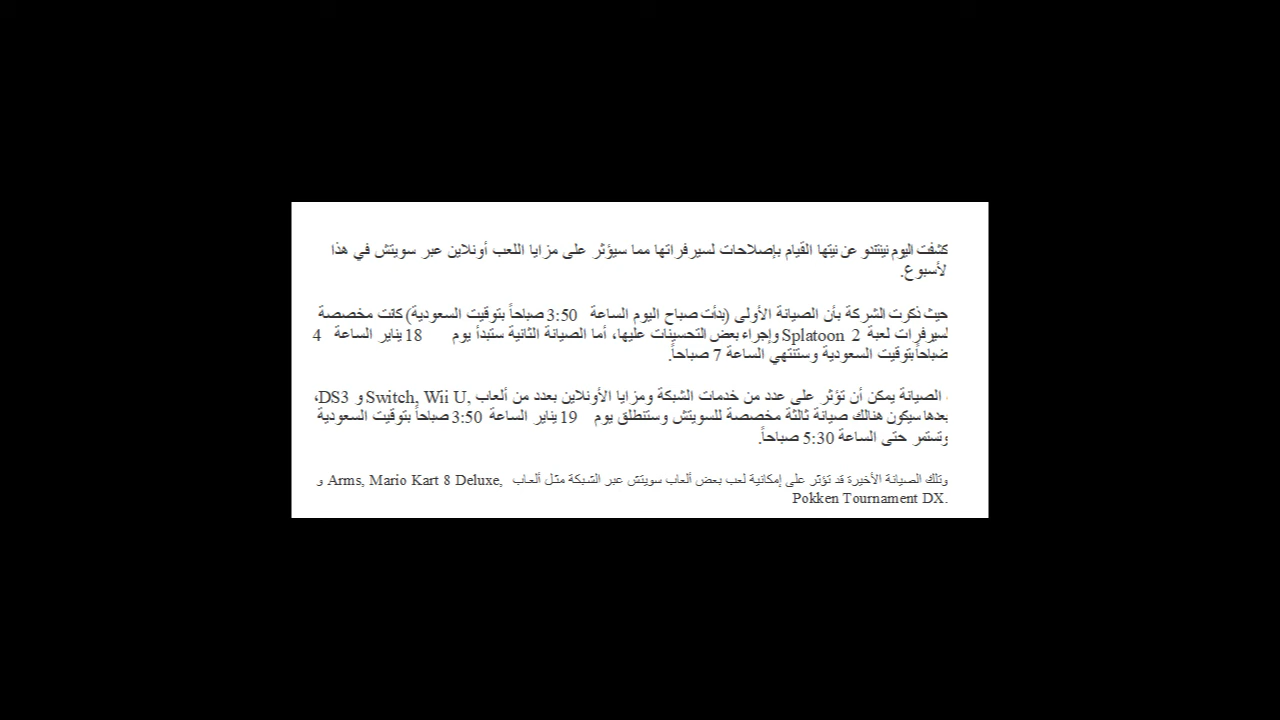 كشفت اليوم نينتندو عن نيتها القيام بإصلاحات لسيرفراتها مما سيؤثر على مزايا اللعب أونلاين عبر سويتش في هذا
لأسبوع.
حيث ذكرت الشركة بأن الصيانة الأولى (بدأت صباح اليوم الساعة 3:50 صباحاً بتوقيت السعودية) كانت مخصصة
لسيرفرات لعبة Splatoon 2 وإجراء بعض التحسينات عليها، أما الصيانة الثانية ستبدأ يوم 18 يناير الساعة 4
صباحاً بتوقيت السعودية وستنتهي الساعة 7 صباحاً.
الصيانة يمكن أن تؤثر على عدد من خدمات الشبكة ومزايا الأونلاين بعدد من ألعاب Switch, Wii U, و DS3،
بعدها سيكون هنالك صيانة ثالثة مخصصة للسويتش وستنطلق يوم 19 يناير الساعة 3:50 صباحاً بتوقيت السعودية
وتستمر حتى الساعة 5:30 صباحاً.
وتلك الصيانة الأخيرة قد تؤثر على إمكانية لعب بعض ألعاب سويتش عبر الشبكة مثل ألعاب Arms, Mario Kart 8 Deluxe, و
Pokken Tournament DX.